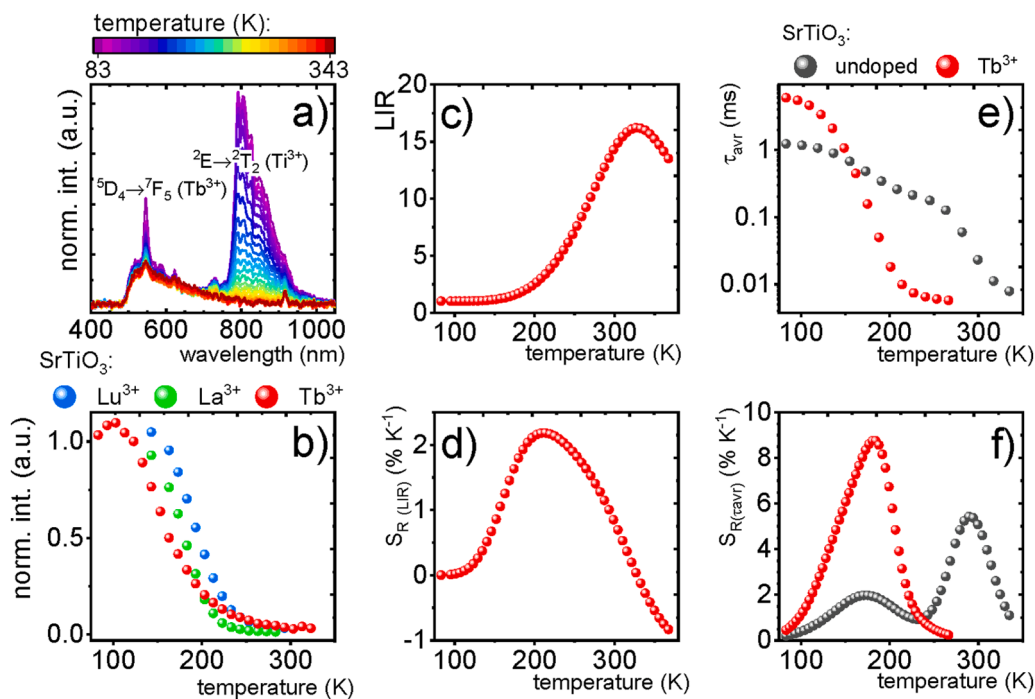 temperature (K):
83 343
a)
²E→²T₂ (Ti³⁺)
⁵D₄→⁷F₅ (Tb³⁺)
norm. int. (a.u.)
400 600 800 1000
wavelength (nm)
SrTiO₃:
Lu³⁺ La³⁺ Tb³⁺
b)
norm. int. (a.u.)
1.0
0.5
0.0
100 200 300
temperature (K)
c)
LIR
20
15
10
5
0
100 200 300
temperature (K)
d)
S_R (LIR) (% K⁻¹)
2
1
0
-1
100 200 300
temperature (K)
SrTiO₃:
undoped Tb³⁺
e)
τ_avr (ms)
1
0.1
0.01
100 200 300
temperature (K)
f)
S_R(τavr) (% K⁻¹)
10
8
6
4
2
0
100 200 300
temperature (K)